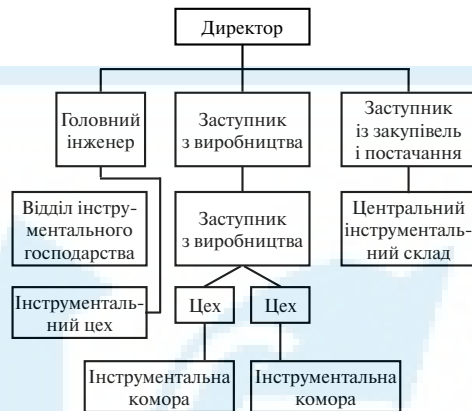 Директор
Головний
інженер
Заступник
з виробництва
Заступник
із закупівель
і постачання
Відділ інстру-
ментального
господарства
Заступник
з виробництва
Центральний
інструменталь-
ний склад
Інструменталь-
ний цех
Цех
Цех
Інструментальна
комора
Інструментальна
комора